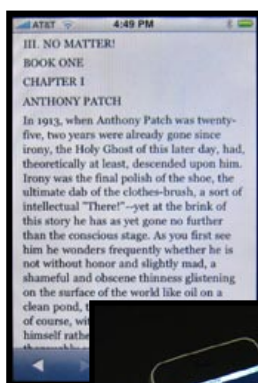 AT&T 4:49 PM
III. NO MATTER!
BOOK ONE
CHAPTER I
ANTHONY PATCH
In 1913, when Anthony Patch was twenty-
five, two years were already gone since
irony, the Holy Ghost of this later day, had,
theoretically at least, descended upon him.
Irony was the final polish of the shoe, the
ultimate dab of the clothes-brush, a sort of
intellectual "There!"--yet at the brink of
this story he has as yet gone no further
than the conscious stage. As you first see
him he wonders frequently whether he is
not without honor and slightly mad, a
shameful and obscene thinness glistening
on the surface of the world like oil on a
clean pond, t
of course, wit
himself rathe